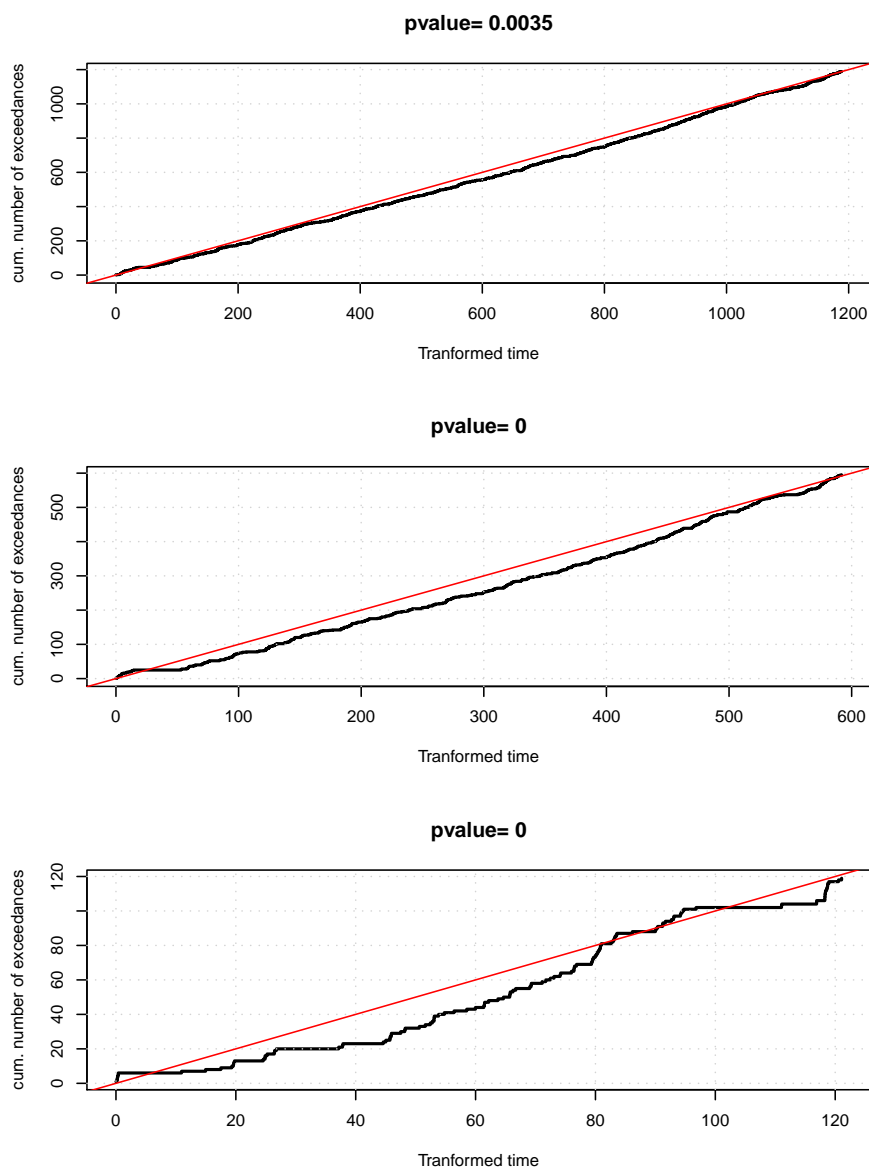 pvalue= 0.0035
cum. number of exceedances
1000
600
200
0
0 200 400 600 800 1000 1200
Tranformed time
pvalue= 0
cum. number of exceedances
500
300
100
0
0 100 200 300 400 500 600
Tranformed time
pvalue= 0
cum. number of exceedances
120
80
60
40
20
0
0 20 40 60 80 100 120
Tranformed time